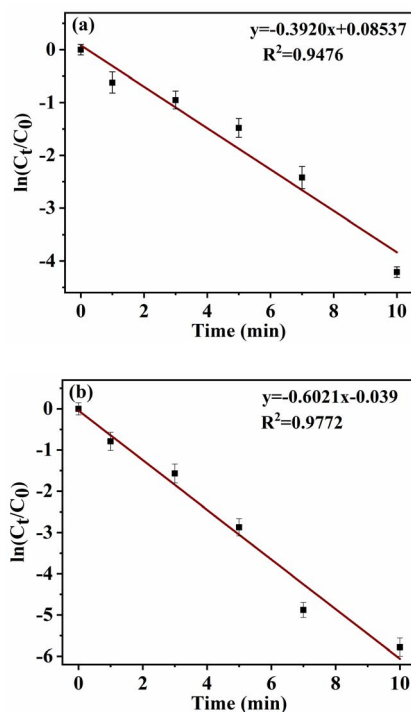 (a)
y=-0.3920x+0.08537
R²=0.9476
0
-1
-2
-3
-4
ln(Cₜ/C₀)
0 2 4 6 8 10
Time (min)
(b)
y=-0.6021x-0.039
R²=0.9772
0
-1
-2
-3
-4
-5
-6
ln(Cₜ/C₀)
0 2 4 6 8 10
Time (min)